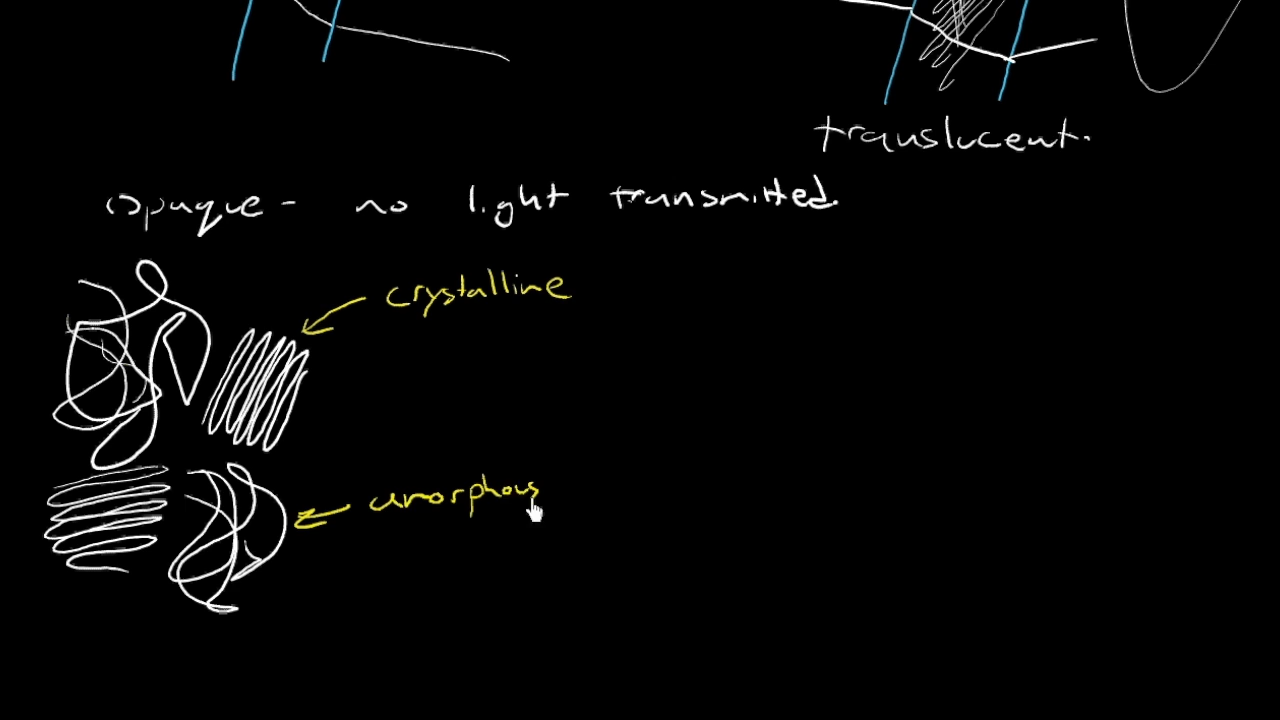 translucent.
opaque - no light transmitted.
crystalline
amorphous